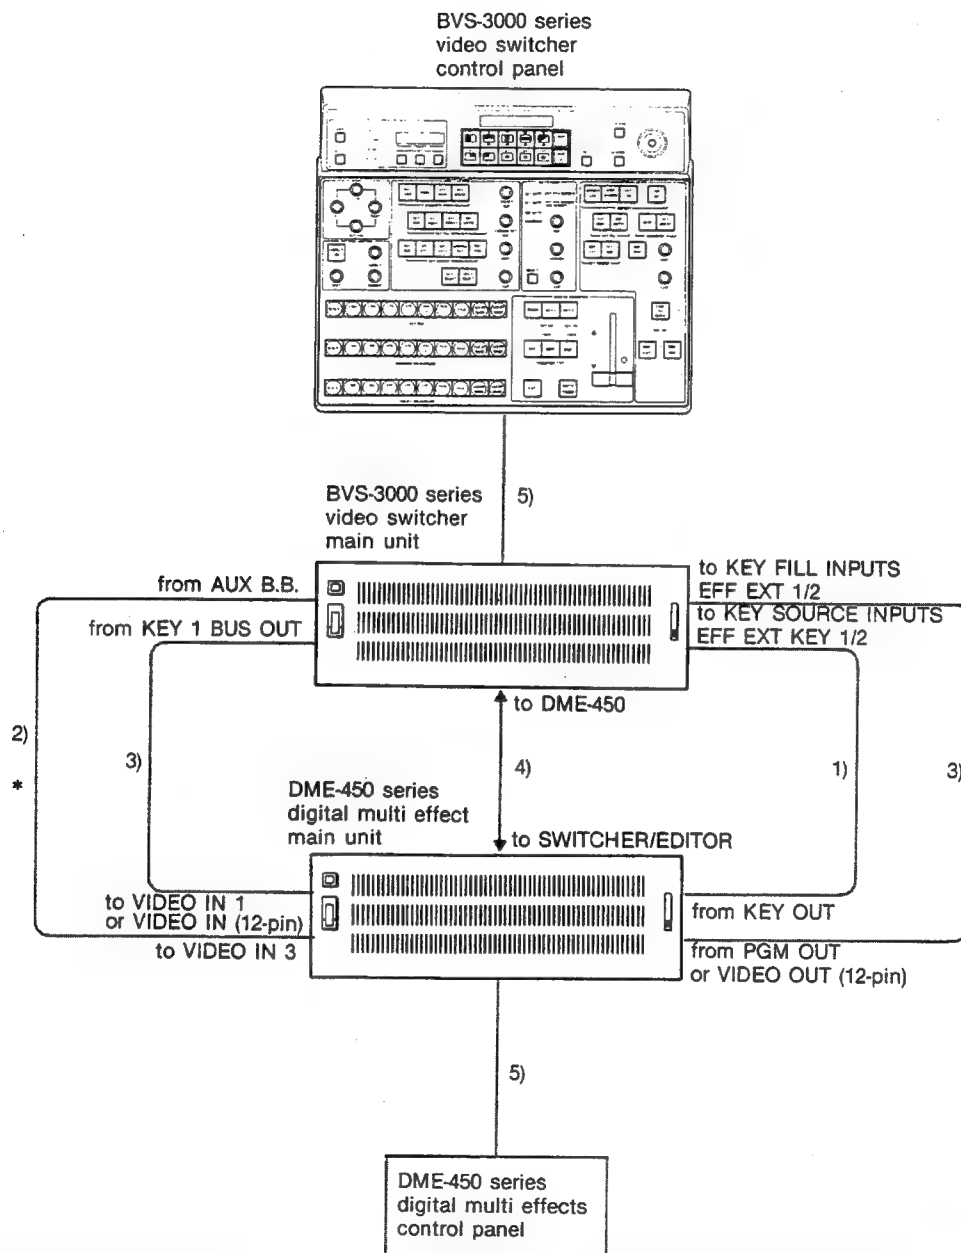 BVS-3000 series
video switcher
control panel
BVS-3000 series
video switcher
main unit
5)
from AUX B.B.
to KEY FILL INPUTS
EFF EXT 1/2
from KEY 1 BUS OUT
to KEY SOURCE INPUTS
EFF EXT KEY 1/2
to DME-450
2)
*
3)
4)
1)
3)
DME-450 series
digital multi effect
main unit
to SWITCHER/EDITOR
to VIDEO IN 1
or VIDEO IN (12-pin)
to VIDEO IN 3
from KEY OUT
from PGM OUT
or VIDEO OUT (12-pin)
5)
DME-450 series
digital multi effects
control panel